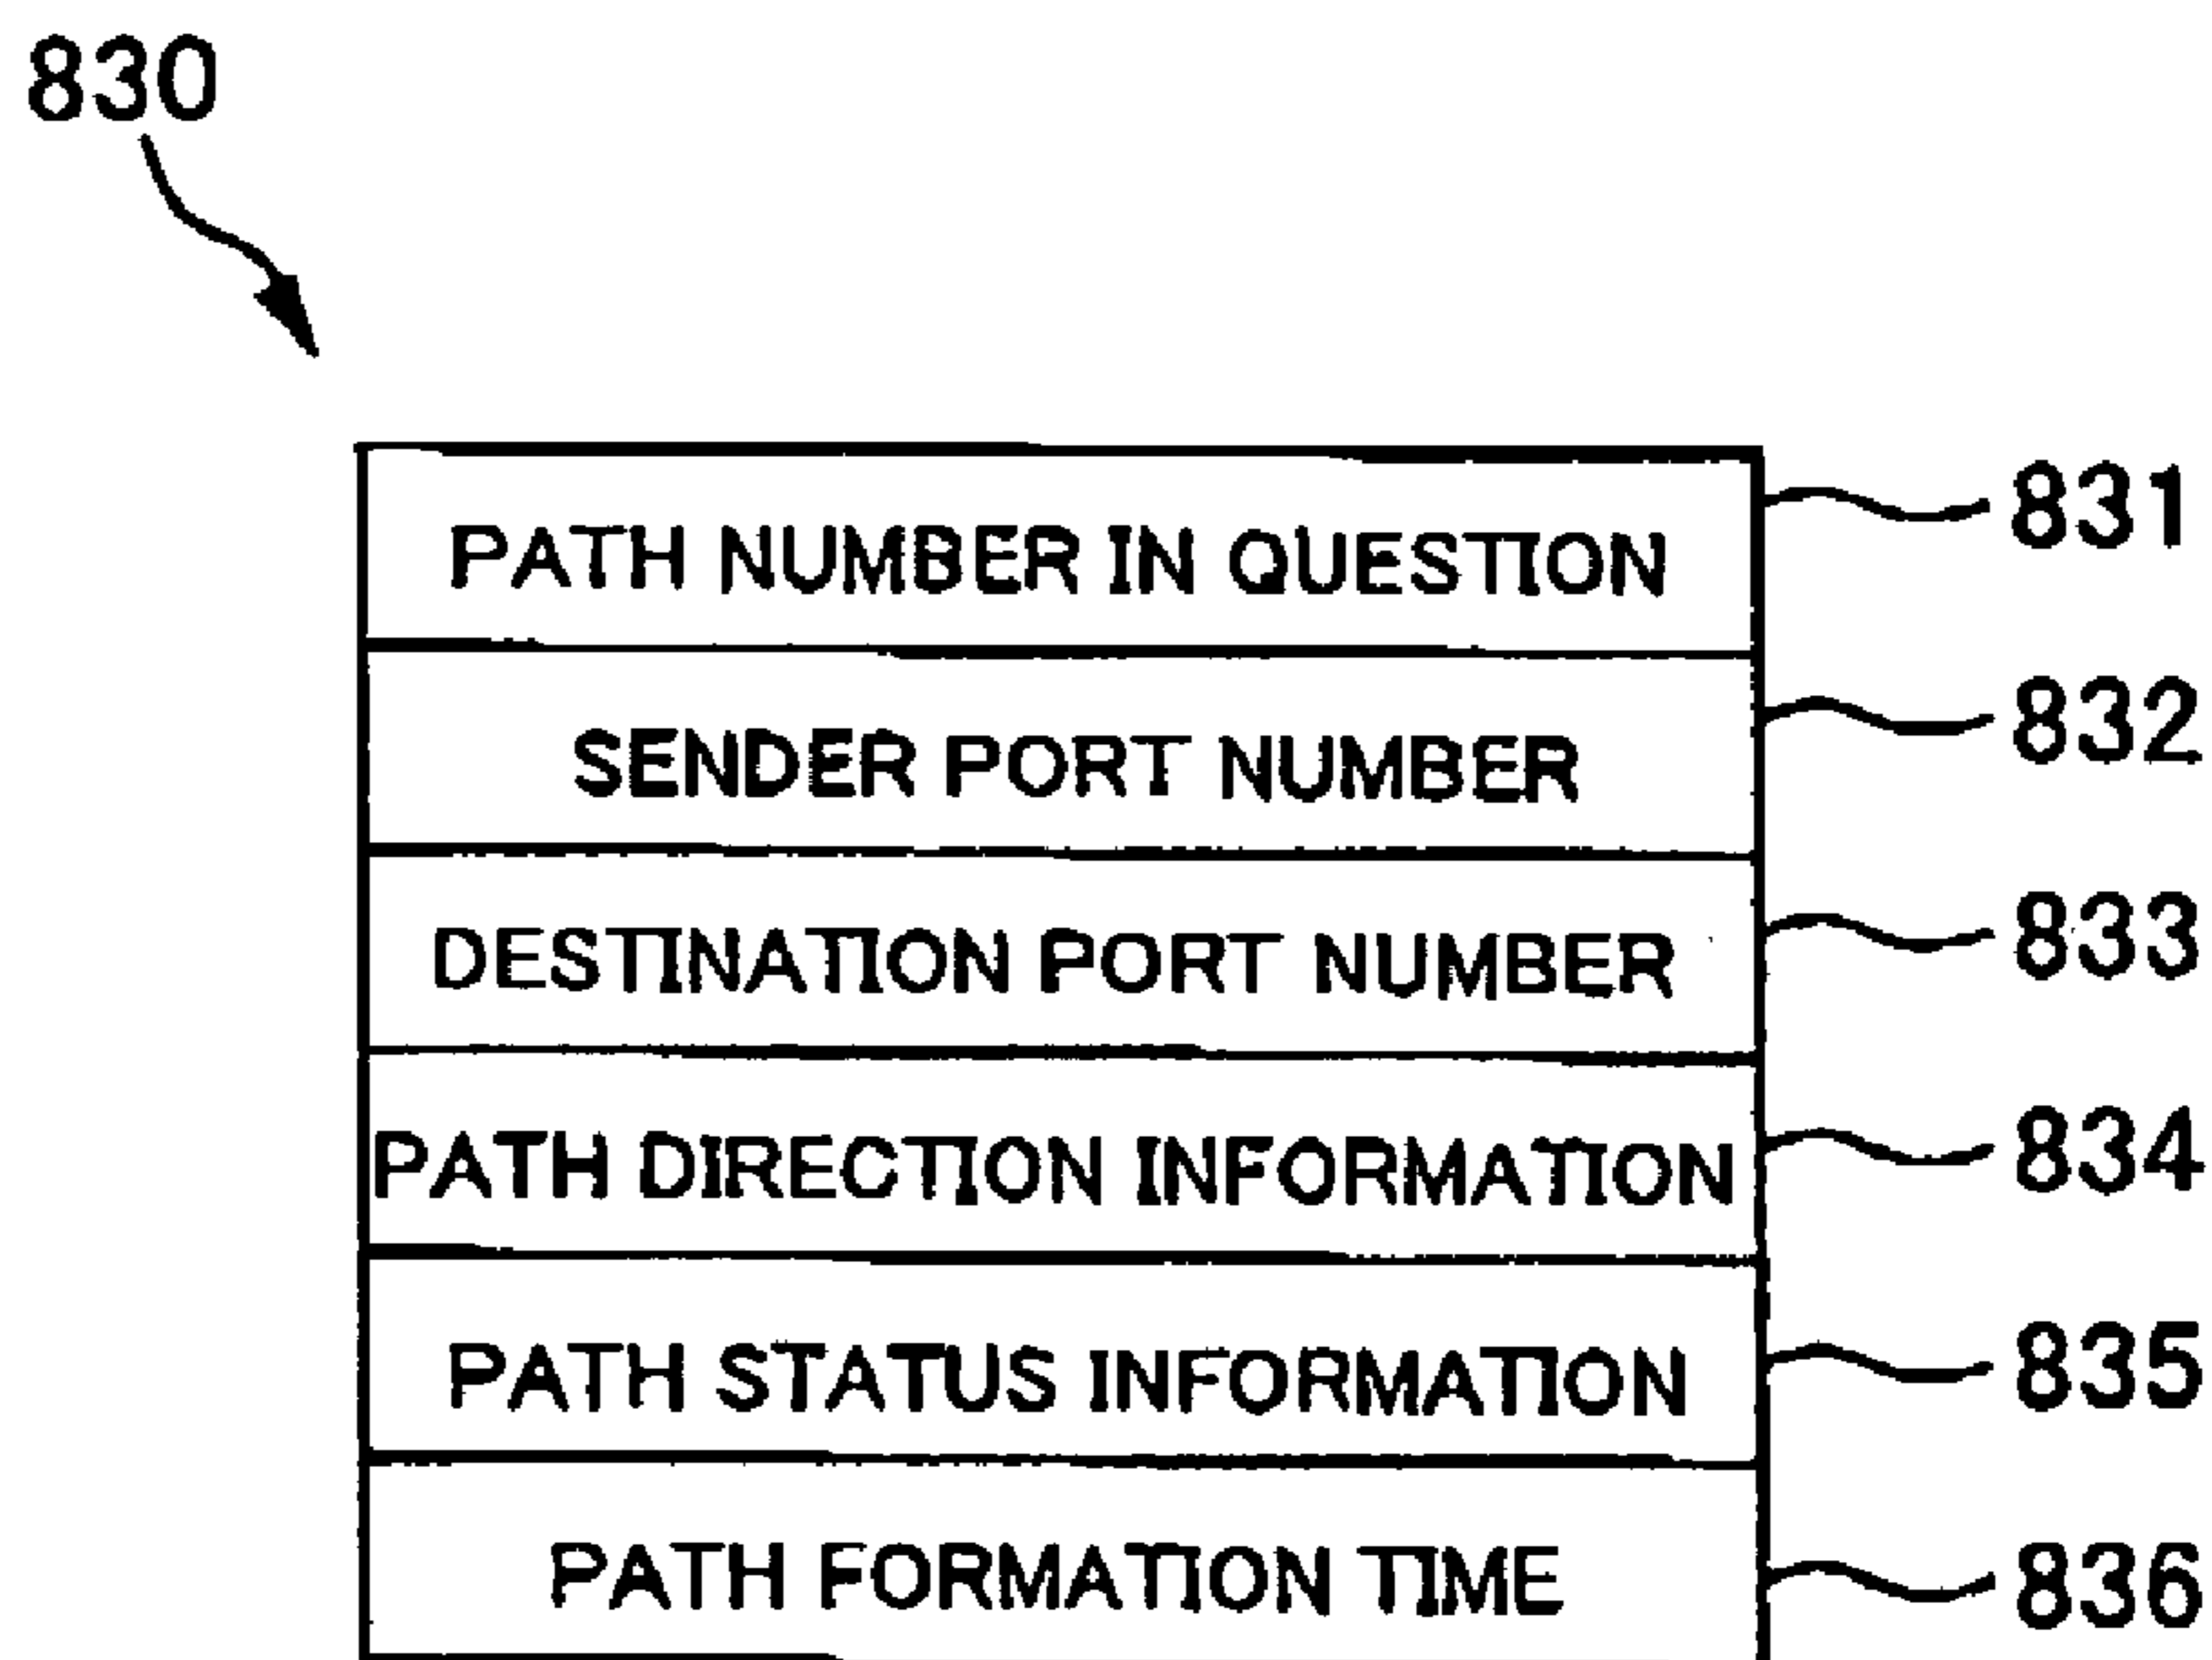 830
PATH NUMBER IN QUESTION 831
SENDER PORT NUMBER 832
DESTINATION PORT NUMBER 833
PATH DIRECTION INFORMATION 834
PATH STATUS INFORMATION 835
PATH FORMATION TIME 836